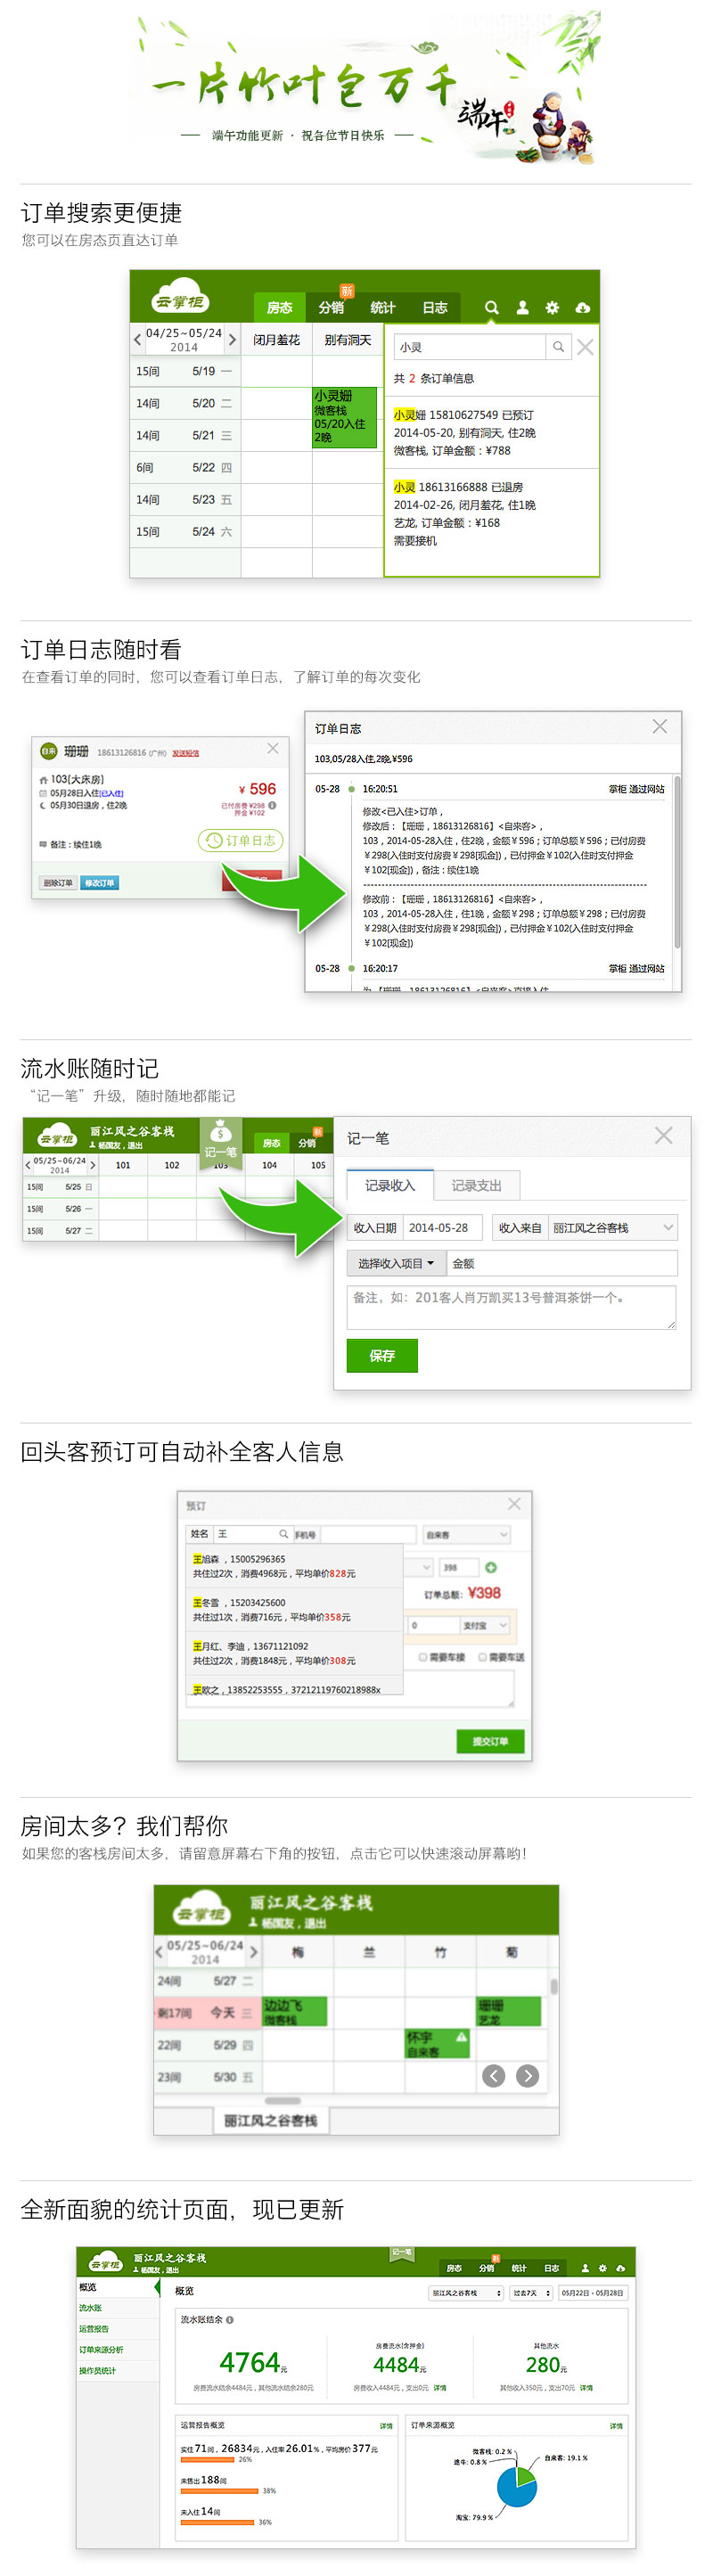 一片竹叶包万千
端午
端午功能更新 · 祝各位节日快乐
订单搜索更便捷
您可以在房态页直达订单
云掌柜
房态 分销 新 统计 日志
04/25~05/24
2014
闭月羞花 别有洞天
15间 5/19 一
14间 5/20 二
14间 5/21 三
6间 5/22 四
14间 5/23 五
15间 5/24 六
小灵姗
微客栈
05/20入住
2晚
小灵
共 2 条订单信息
小灵姗 15810627549 已预订
2014-05-20, 别有洞天, 住2晚
微客栈, 订单金额：¥788
小灵 18613166888 已退房
2014-02-26, 闭月羞花, 住1晚
艺龙, 订单金额：¥168
需要接机
订单日志随时看
在查看订单的同时，您可以查看订单日志，了解订单的每次变化
自来 珊珊 18613126816 (广州) 发送短信
103(大床房)
05月28日入住(已入住)
05月30日退房，住2晚
¥ 596
已付房费 ¥298
押金 ¥102
备注：续住1晚
订单日志
删除订单 修改订单
订单日志
103,05/28入住,2晚,¥596
05-28 16:20:51 掌柜 通过网站
修改<已入住>订单，
修改后：【珊珊，18613126816】<自来客>，
103，2014-05-28入住，住2晚，金额￥596；订单总额￥596；已付房费
￥298(入住时支付房费￥298[现金])，已付押金￥102(入住时支付押金
￥102[现金])，备注：续住1晚
修改前：【珊珊，18613126816】<自来客>，
103，2014-05-28入住，住1晚，金额￥298；订单总额￥298；已付房费
￥298(入住时支付房费￥298[现金])，已付押金￥102(入住时支付押金
￥102[现金])
05-28 16:20:17 掌柜 通过网站
为【珊珊，18613126816】<自来客>直接入住
流水账随时记
“记一笔”升级，随时随地都能记
云掌柜 丽江风之谷客栈
杨国友，退出
记一笔
房态 分销 新
05/25~06/24
2014
101 102 103 104 105
15间 5/25 日
15间 5/26 一
15间 5/27 二
记一笔
记录收入 记录支出
收入日期 2014-05-28 收入来自 丽江风之谷客栈
选择收入项目 金额
备注，如：201客人肖万凯买13号普洱茶饼一个。
保存
回头客预订可自动补全客人信息
预订
姓名 王 手机号 自来客
王旭森，15005296365
共住过2次，消费4968元，平均单价828元
王冬雪，15203425600
共住过1次，消费716元，平均单价358元
王月红、李迪，13671121092
共住过2次，消费1848元，平均单价308元
王欧之，13852253555，37212119760218988x
398
订单总额：¥398
0 支付宝
需要车接 需要车送
提交订单
房间太多？我们帮你
如果您的客栈房间太多，请留意屏幕右下角的按钮，点击它可以快速滚动屏幕哟！
云掌柜 丽江风之谷客栈
杨国友，退出
05/25~06/24
2014
梅 兰 竹 菊
24间 5/27 二
剩17间 今天 三
22间 5/29 四
23间 5/30 五
边边飞
微客栈
珊珊
艺龙
怀宇
自来客
丽江风之谷客栈
全新面貌的统计页面，现已更新
云掌柜 丽江风之谷客栈
杨国友，退出
记一笔
房态 分销 新 统计 日志
概览
流水账
运营报告
订单来源分析
操作员统计
概览
丽江风之谷客栈 过去7天 05月22日 - 05月28日
流水账结余
4764元
房费流水结余4484元，其他流水结余280元
房费流水(含押金)
4484元
房费收入4484元，支出0元 详情
其他流水
280元
其他收入350元，支出70元 详情
运营报告概览 详情
实住71间，26834元，入住率26.01%，平均房价377元
26%
未售出188间
38%
未入住14间
36%
订单来源概览 详情
微客栈: 0.2 %
途牛: 0.8 %
自来客: 19.1 %
淘宝: 79.9 %